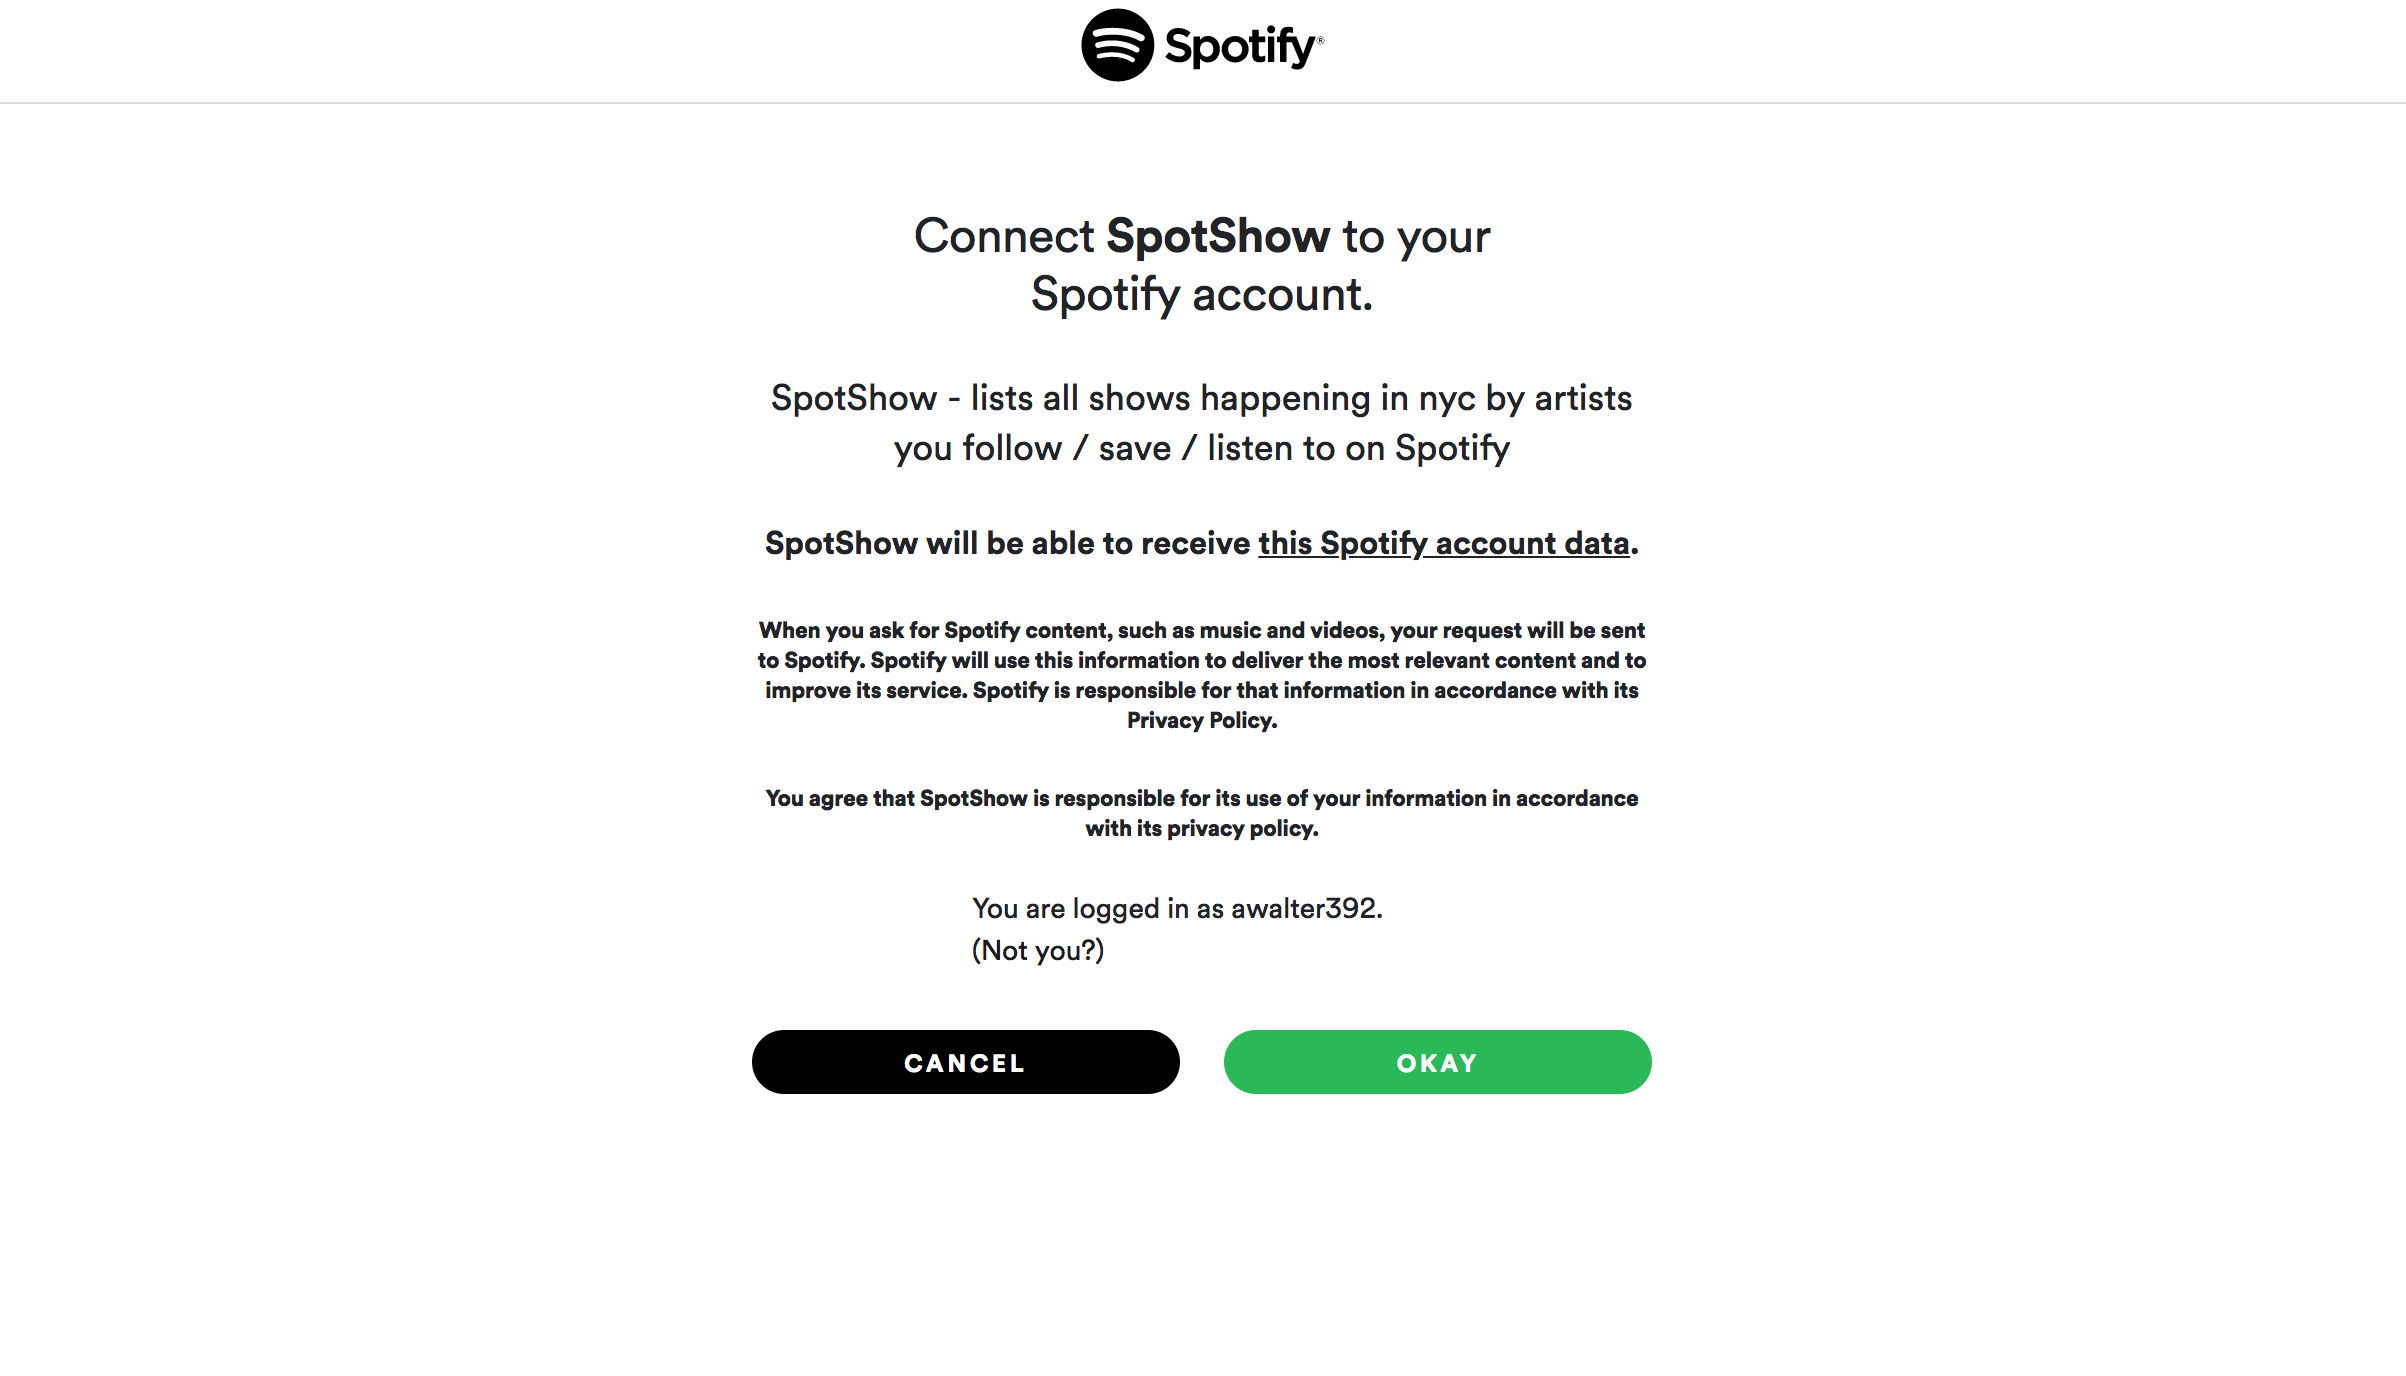 Spotify®
Connect SpotShow to your
Spotify account.
SpotShow - lists all shows happening in nyc by artists
you follow / save / listen to on Spotify
SpotShow will be able to receive this Spotify account data.
When you ask for Spotify content, such as music and videos, your request will be sent
to Spotify. Spotify will use this information to deliver the most relevant content and to
improve its service. Spotify is responsible for that information in accordance with its
Privacy Policy.
You agree that SpotShow is responsible for its use of your information in accordance
with its privacy policy.
You are logged in as awalter392.
(Not you?)
CANCEL
OKAY